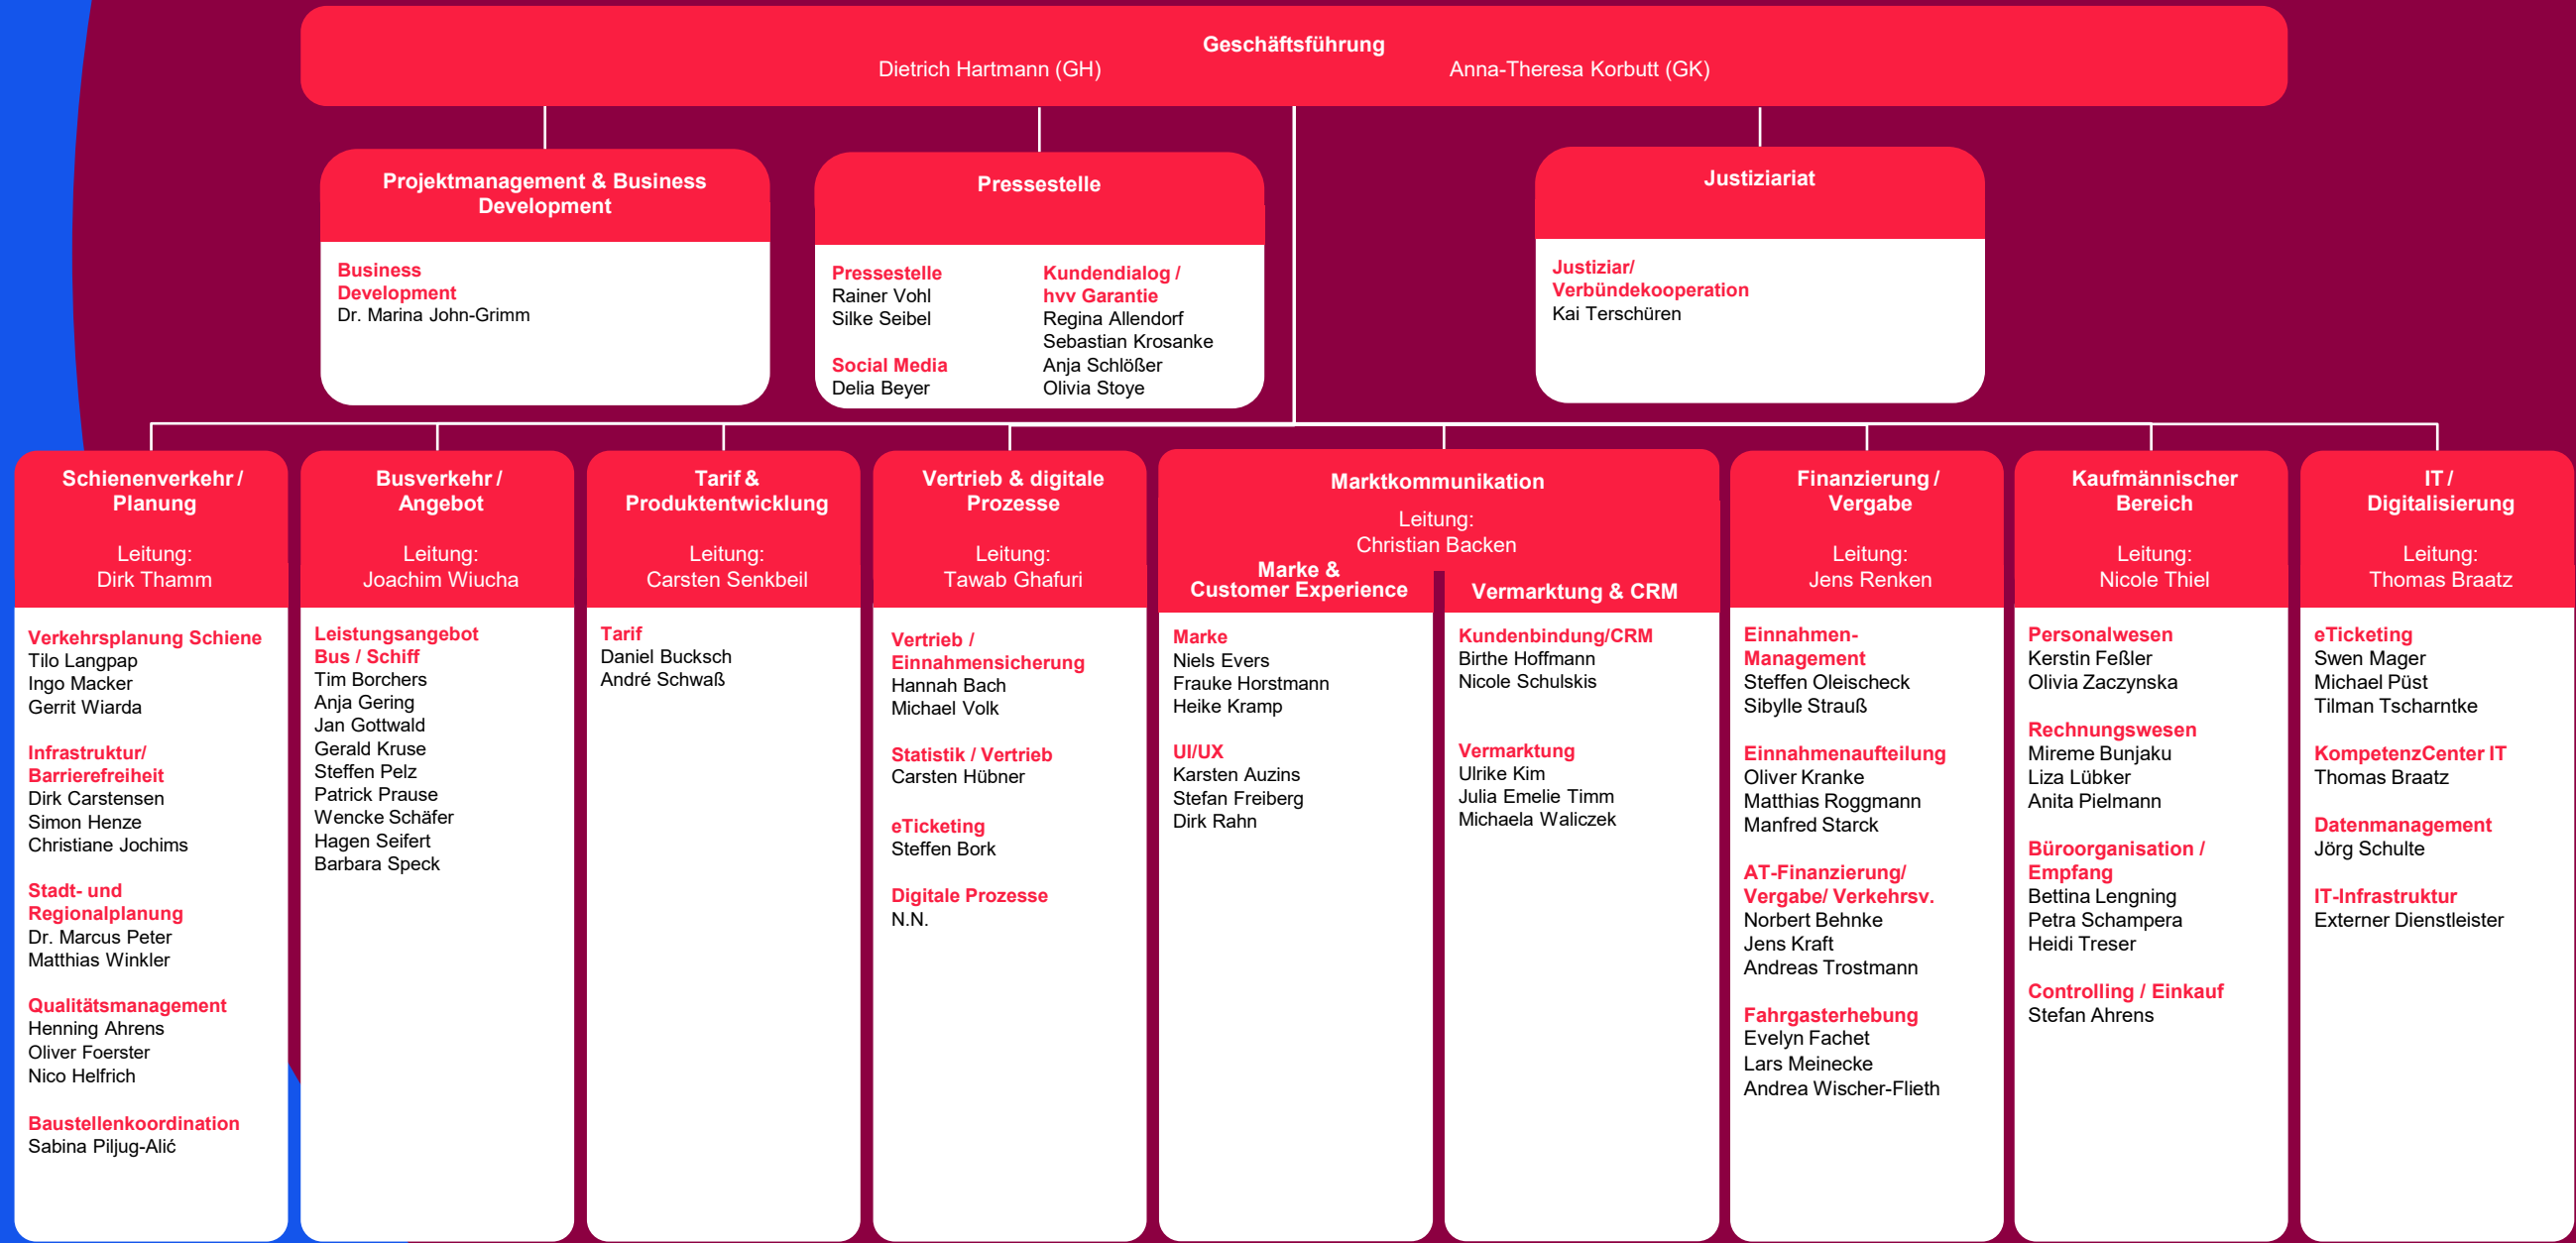 Geschäftsführung
Dietrich Hartmann (GH)
Anna-Theresa Korbutt (GK)
Projektmanagement & Business
Development
Business
Development
Dr. Marina John-Grimm
Pressestelle
Pressestelle
Rainer Vohl
Silke Seibel
Social Media
Delia Beyer
Kundendialog /
hvv Garantie
Regina Allendorf
Sebastian Krosanke
Anja Schlößer
Olivia Stoye
Justiziariat
Justiziar/
Verbündekooperation
Kai Terschüren
Schienenverkehr /
Planung
Leitung:
Dirk Thamm
Verkehrsplanung Schiene
Tilo Langpap
Ingo Macker
Gerrit Wiarda
Infrastruktur/
Barrierefreiheit
Dirk Carstensen
Simon Henze
Christiane Jochims
Stadt- und
Regionalplanung
Dr. Marcus Peter
Matthias Winkler
Qualitätsmanagement
Henning Ahrens
Oliver Foerster
Nico Helfrich
Baustellenkoordination
Sabina Piljug-Alić
Busverkehr /
Angebot
Leitung:
Joachim Wiucha
Leistungsangebot
Bus / Schiff
Tim Borchers
Anja Gering
Jan Gottwald
Gerald Kruse
Steffen Pelz
Patrick Prause
Wencke Schäfer
Hagen Seifert
Barbara Speck
Tarif &
Produktentwicklung
Leitung:
Carsten Senkbeil
Tarif
Daniel Bucksch
André Schwaß
Vertrieb & digitale
Prozesse
Leitung:
Tawab Ghafuri
Vertrieb /
Einnahmensicherung
Hannah Bach
Michael Volk
Statistik / Vertrieb
Carsten Hübner
eTicketing
Steffen Bork
Digitale Prozesse
N.N.
Marktkommunikation
Leitung:
Christian Backen
Marke &
Customer Experience
Marke
Niels Evers
Frauke Horstmann
Heike Kramp
UI/UX
Karsten Auzins
Stefan Freiberg
Dirk Rahn
Vermarktung & CRM
Kundenbindung/CRM
Birthe Hoffmann
Nicole Schulskis
Vermarktung
Ulrike Kim
Julia Emelie Timm
Michaela Waliczek
Finanzierung /
Vergabe
Leitung:
Jens Renken
Einnahmen-
Management
Steffen Oleischeck
Sibylle Strauß
Einnahmenaufteilung
Oliver Kranke
Matthias Roggmann
Manfred Starck
AT-Finanzierung/
Vergabe/ Verkehrsv.
Norbert Behnke
Jens Kraft
Andreas Trostmann
Fahrgasterhebung
Evelyn Fachet
Lars Meinecke
Andrea Wischer-Flieth
Kaufmännischer
Bereich
Leitung:
Nicole Thiel
Personalwesen
Kerstin Feßler
Olivia Zaczynska
Rechnungswesen
Mireme Bunjaku
Liza Lübker
Anita Pielmann
Büroorganisation /
Empfang
Bettina Lengning
Petra Schampera
Heidi Treser
Controlling / Einkauf
Stefan Ahrens
IT /
Digitalisierung
Leitung:
Thomas Braatz
eTicketing
Swen Mager
Michael Püst
Tilman Tscharntke
KompetenzCenter IT
Thomas Braatz
Datenmanagement
Jörg Schulte
IT-Infrastruktur
Externer Dienstleister